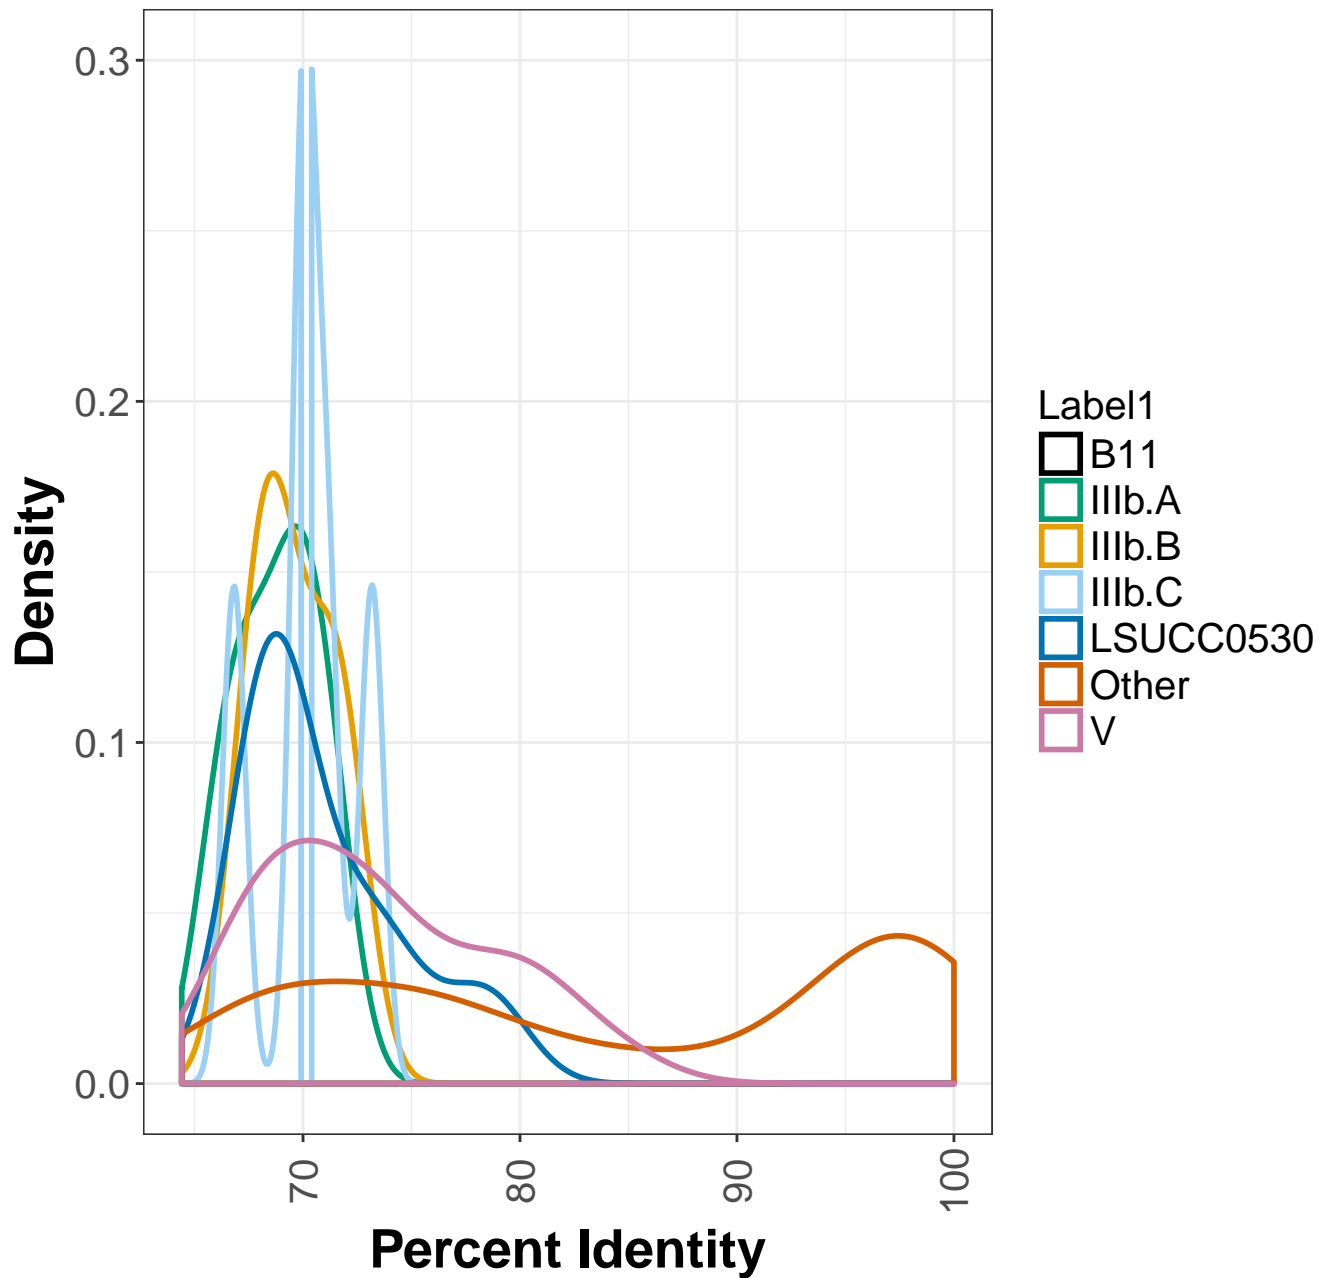 Density
0.3
0.2
0.1
0.0
70
80
90
100
Percent Identity
Label1
B11
IIIb.A
IIIb.B
IIIb.C
LSUCC0530
Other
V